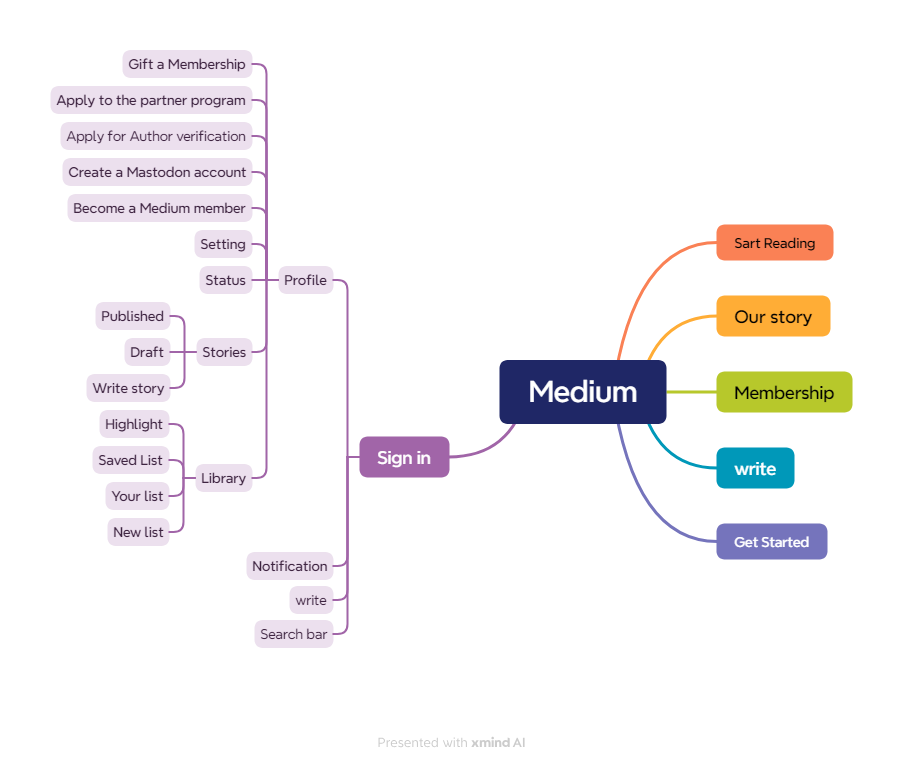 Gift a Membership
Apply to the partner program
Apply for Author verification
Create a Mastodon account
Become a Medium member
Setting
Status
Profile
Published
Draft
Stories
Write story
Highlight
Saved List
Library
Your list
New list
Sign in
Notification
write
Search bar
Medium
Sart Reading
Our story
Membership
write
Get Started
Presented with xmind AI